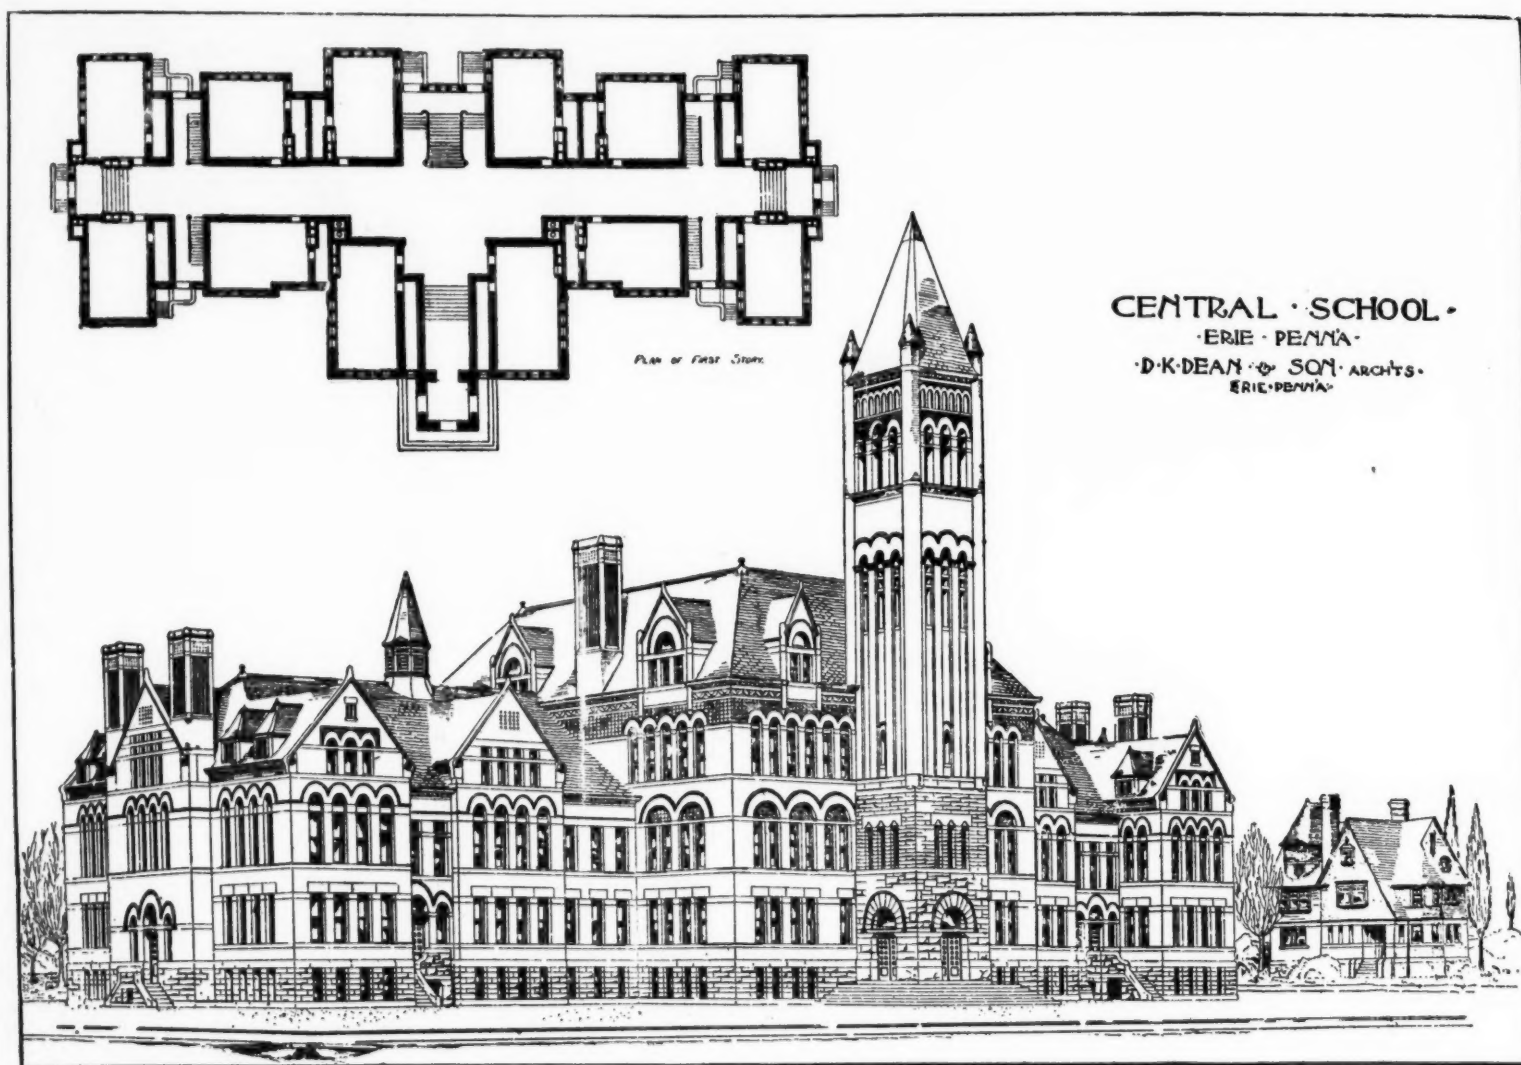 PLAN OF FIRST STORY.
CENTRAL · SCHOOL ·
· ERIE · PENN'A ·
· D · K · DEAN · & · SON · ARCH'TS ·
ERIE · PENN'A ·